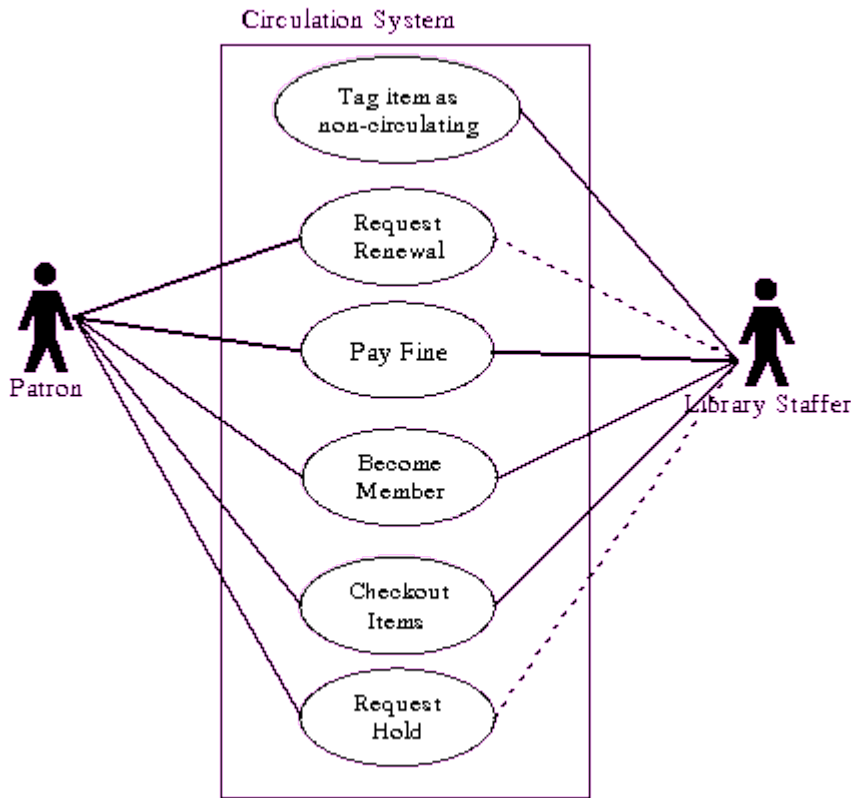 Circulation System
Tag item as
non-circulating
Request
Renewal
Pay Fine
Patron
Library Staffer
Become
Member
Checkout
Items
Request
Hold